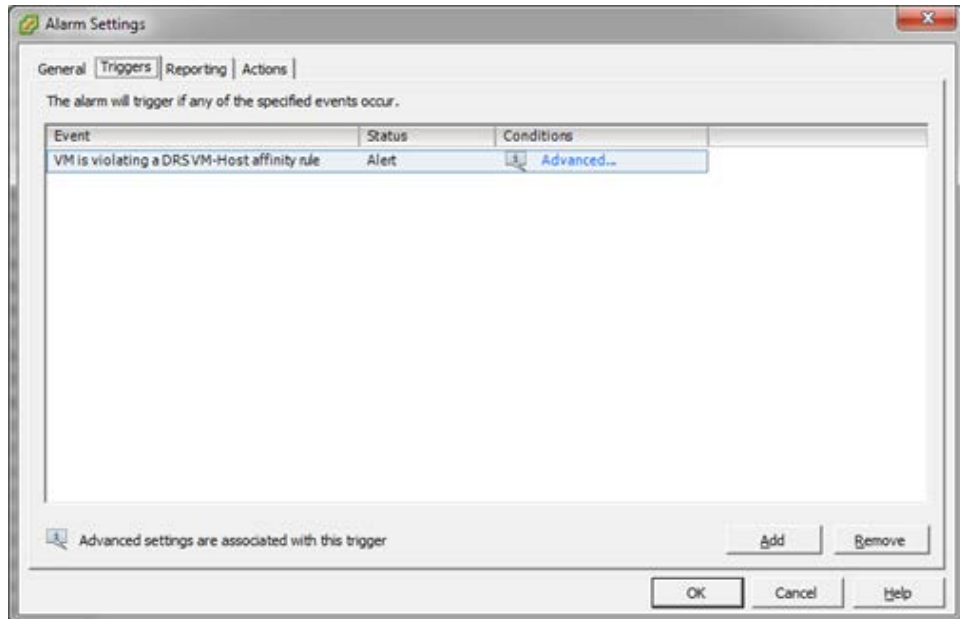 Alarm Settings
General Triggers Reporting Actions
The alarm will trigger if any of the specified events occur.
Event Status Conditions
VM is violating a DRS VM-Host affinity rule Alert Advanced...
Advanced settings are associated with this trigger
Add Remove
OK Cancel Help